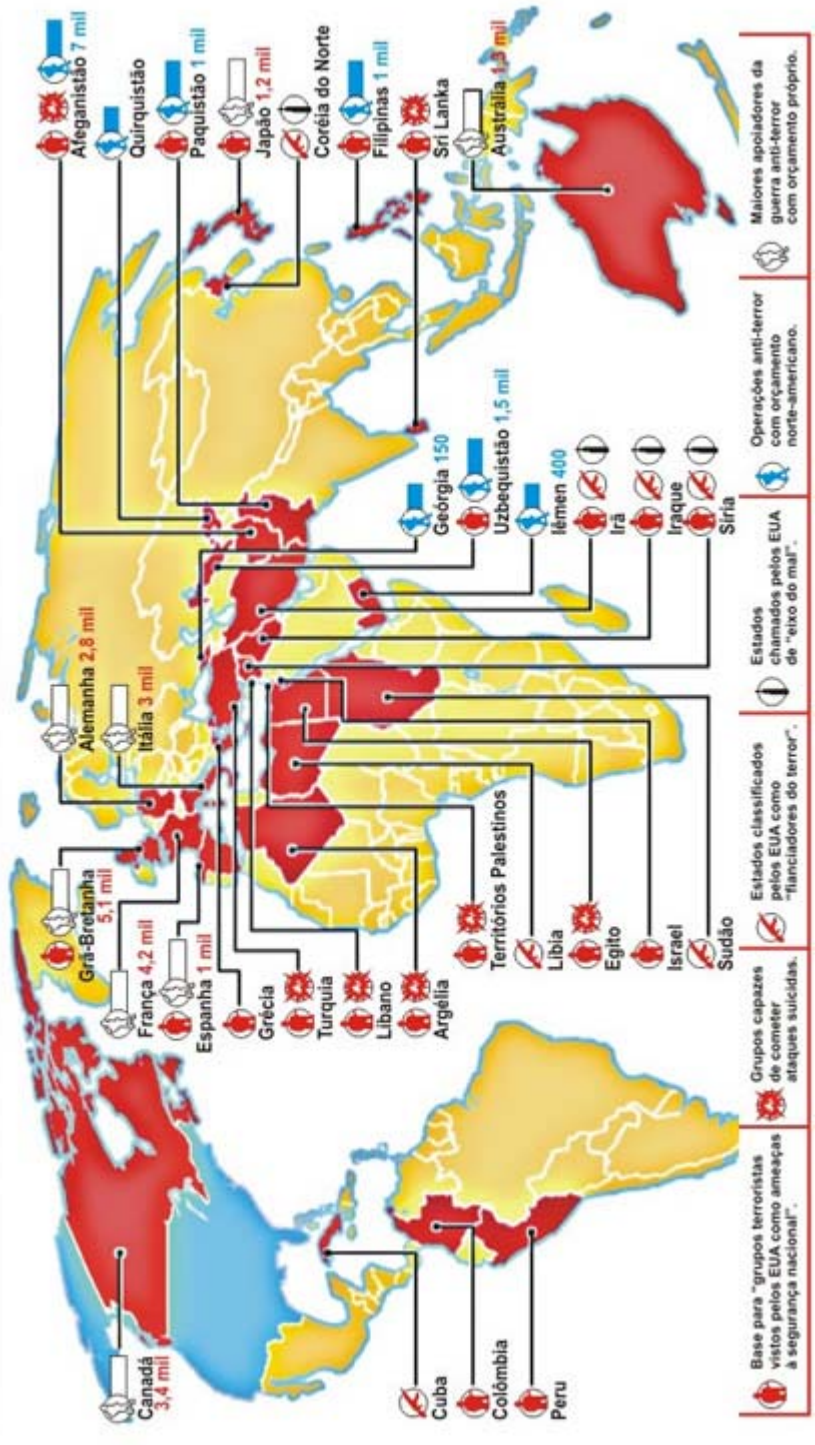 Canadá
3,4 mil
Cuba
Colômbia
Peru
Grã-Bretanha
5,1 mil
França 4,2 mil
Espanha 1 mil
Grécia
Turquia
Líbano
Argélia
Alemanha 2,8 mil
Itália 3 mil
Territórios Palestinos
Líbia
Egito
Israel
Sudão
Geórgia 150
Uzbequistão 1,5 mil
Iêmen 400
Irã
Iraque
Síria
Afeganistão 7 mil
Quirquistão
Paquistão 1 mil
Japão 1,2 mil
Coréia do Norte
Filipinas 1 mil
Sri Lanka
Austrália 1,3 mil
Base para "grupos terroristas
vistos pelos EUA como ameaças
à segurança nacional".
Grupos capazes
de cometer
ataques suicidas.
Estados classificados
pelos EUA como
"fianciadores do terror".
Estados
chamados pelos EUA
de "eixo do mal".
Operações anti-terror
com orçamento
norte-americano.
Maiores apoiadores da
guerra anti-terror
com orçamento próprio.